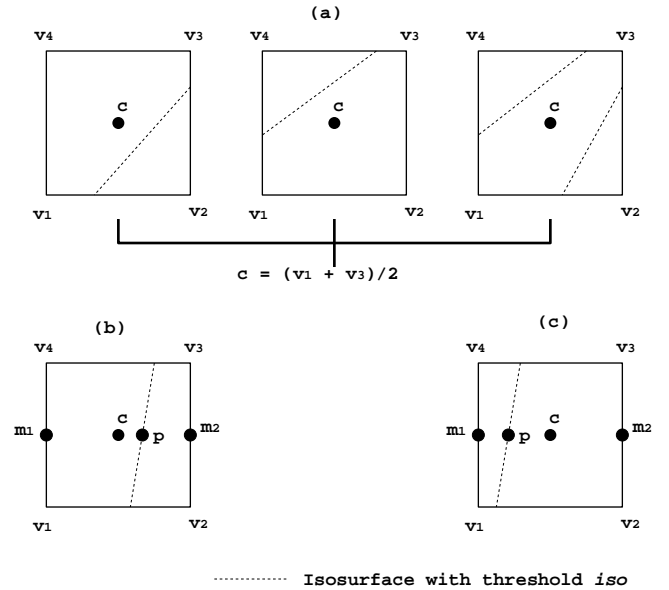 (a)
v4 v3 v4 v3 v4 v3
c c c
v1 v2 v1 v2 v1 v2
c = (v1 + v3)/2
(b) (c)
v4 v3 v4 v3
m1 c p m2 m1 p c m2
v1 v2 v1 v2
Isosurface with threshold iso